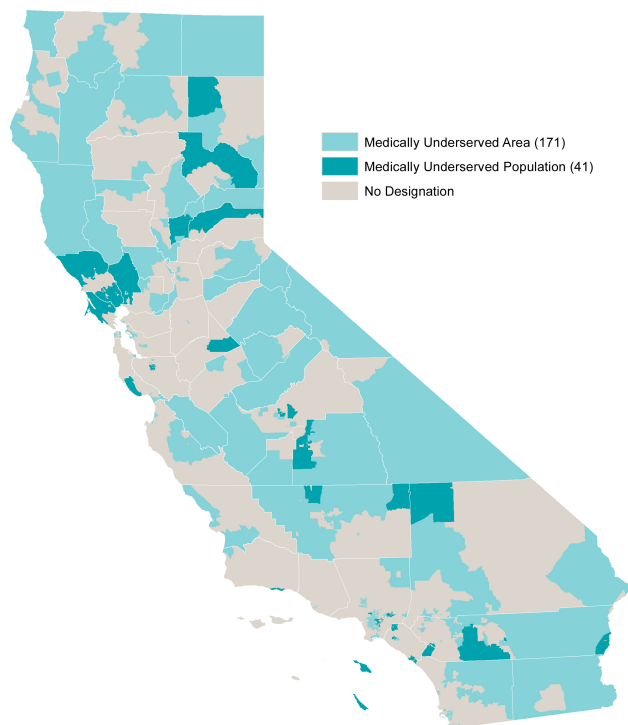 Medically Underserved Area (171)
Medically Underserved Population (41)
No Designation